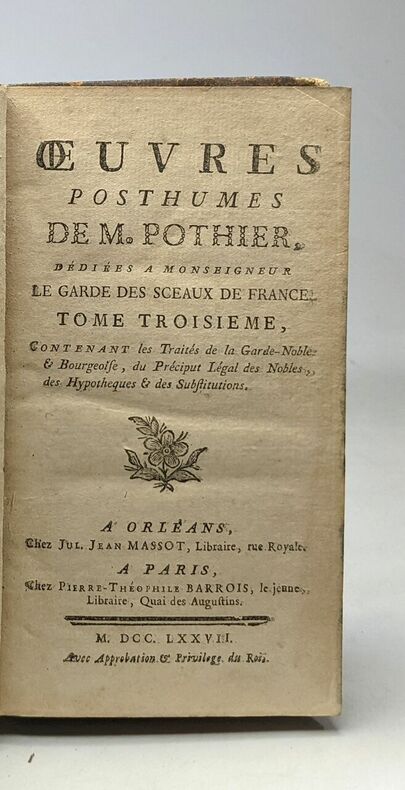 ŒUVRES
POSTHUMES
DE M. POTHIER,
DÉDIÉES A MONSEIGNEUR
LE GARDE DES SCEAUX DE FRANCE.
TOME TROISIEME,
CONTENANT les Traités de la Garde-Noble
& Bourgeoiſe, du Préciput Légal des Nobles,
des Hypotheques & des Subſtitutions.
A ORLÉANS,
Chez JUL. JEAN MASSOT, Libraire, rue Royale.
A PARIS,
Chez PIERRE-THÉOPHILE BARROIS, le jeune,
Libraire, Quai des Auguſtins.
M. DCC. LXXVII.
Avec Approbation & Privilege du Roi.